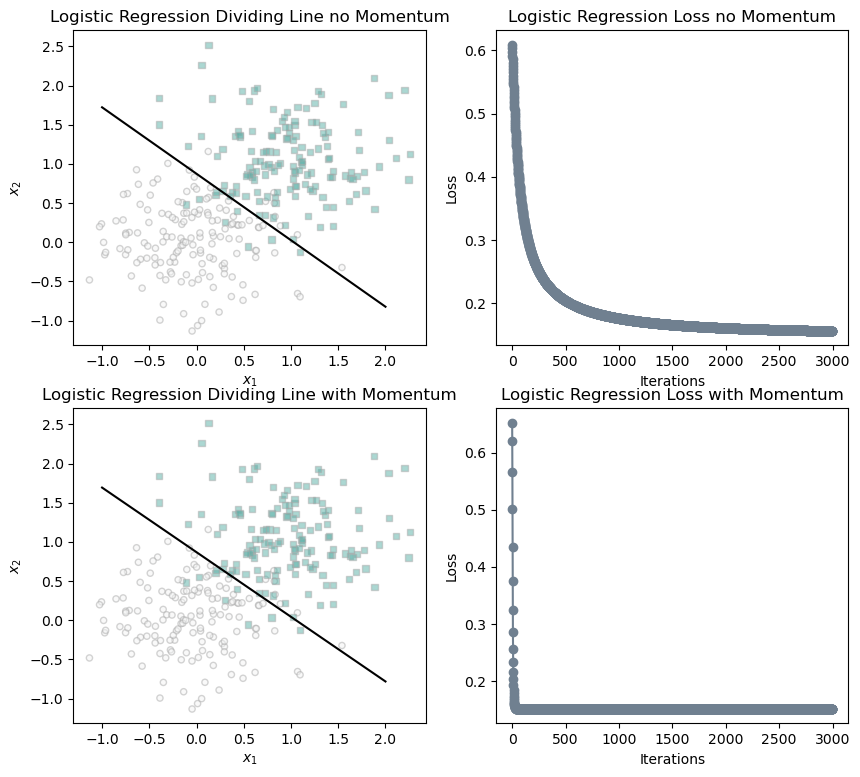 Logistic Regression Dividing Line no Momentum
2.5
2.0
1.5
1.0
0.5
0.0
−0.5
−1.0
x₂
−1.0 −0.5 0.0 0.5 1.0 1.5 2.0
x₁
Logistic Regression Loss no Momentum
0.6
0.5
0.4
0.3
0.2
Loss
0 500 1000 1500 2000 2500 3000
Iterations
Logistic Regression Dividing Line with Momentum
2.5
2.0
1.5
1.0
0.5
0.0
−0.5
−1.0
x₂
−1.0 −0.5 0.0 0.5 1.0 1.5 2.0
x₁
Logistic Regression Loss with Momentum
0.6
0.5
0.4
0.3
0.2
Loss
0 500 1000 1500 2000 2500 3000
Iterations